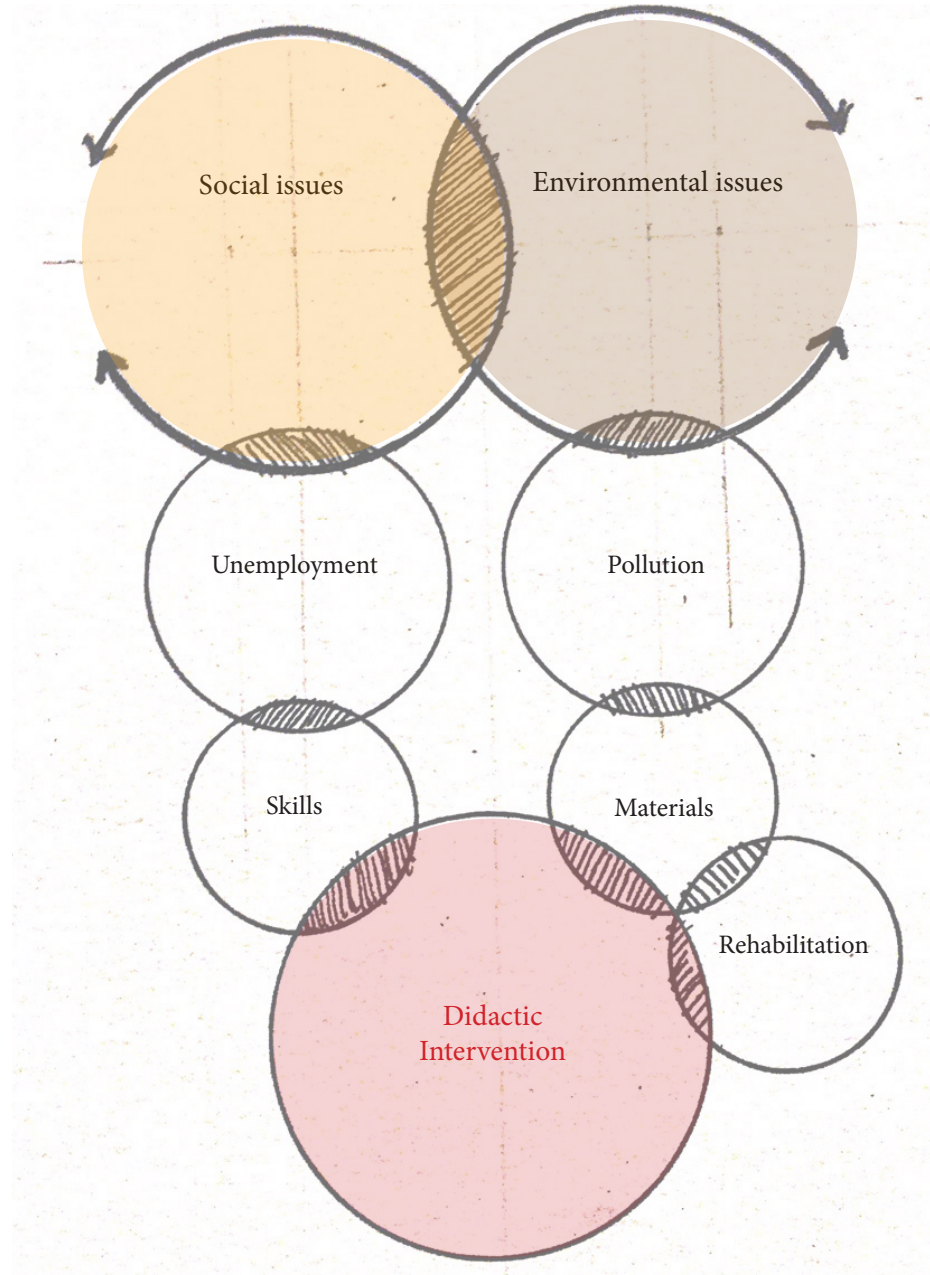 Social issues
Environmental issues
Unemployment
Pollution
Skills
Materials
Rehabilitation
Didactic
Intervention